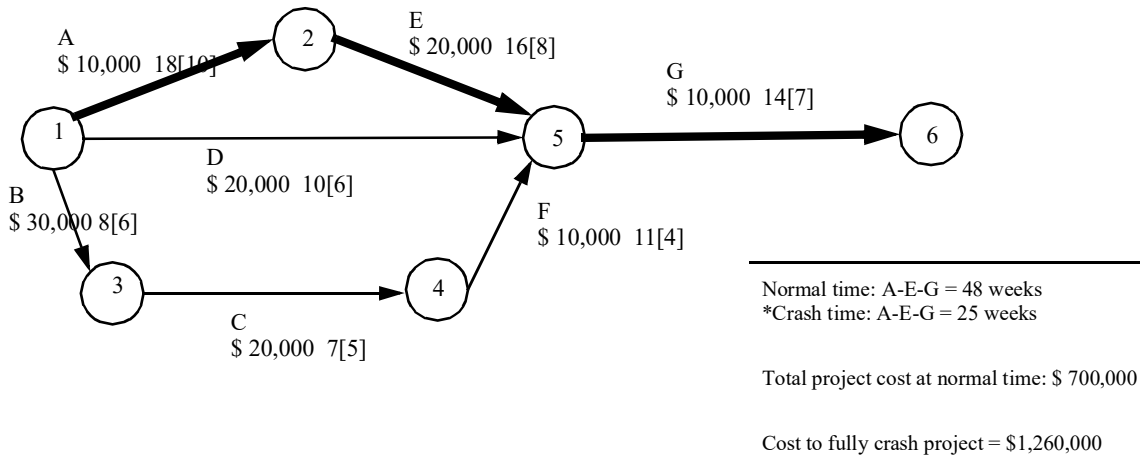 A
$ 10,000 18[10]
2
E
$ 20,000 16[8]
G
$ 10,000 14[7]
1
5
6
D
$ 20,000 10[6]
B
$ 30,000 8[6]
F
$ 10,000 11[4]
3
4
C
$ 20,000 7[5]
Normal time: A-E-G = 48 weeks
*Crash time: A-E-G = 25 weeks
Total project cost at normal time: $ 700,000
Cost to fully crash project = $1,260,000